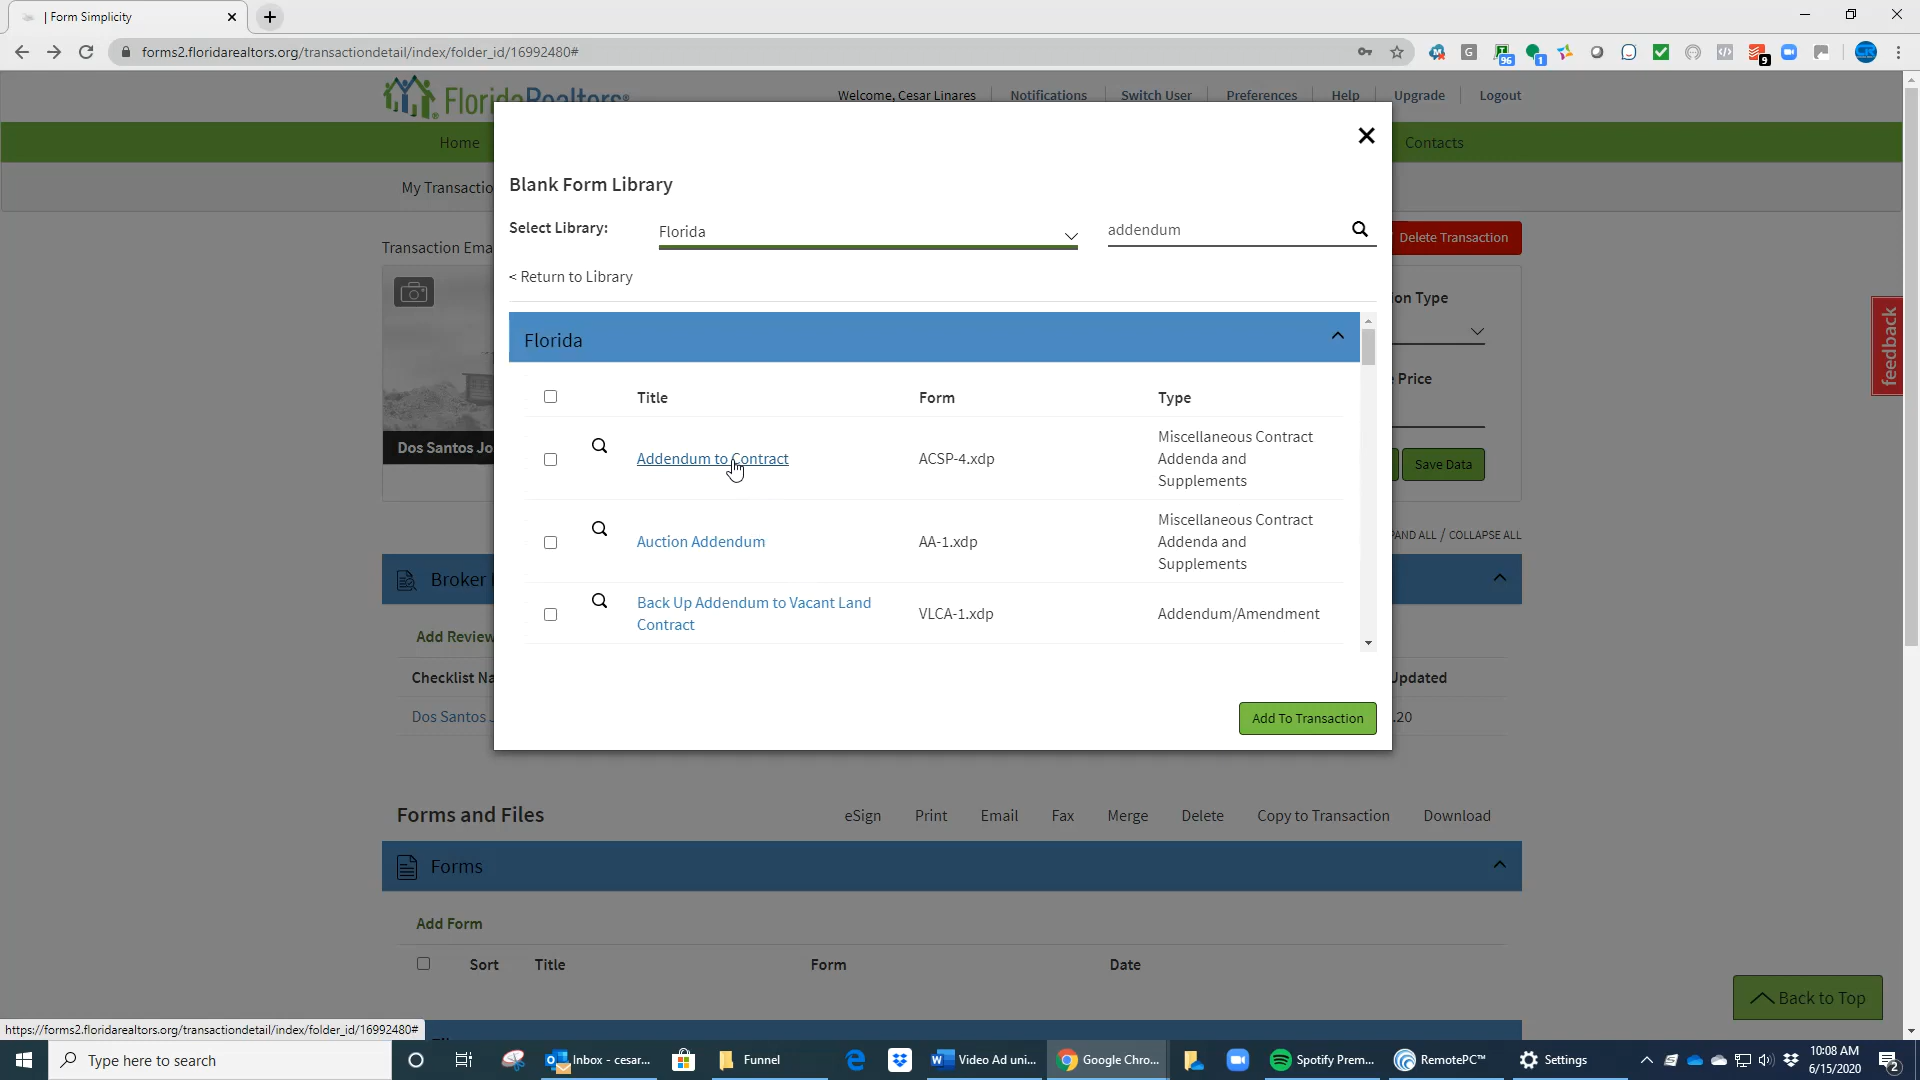 | Form Simplicity
forms2.floridarealtors.org/transactiondetail/index/folder_id/16992480#
96
1
9
FloridaRealtors®
Welcome, Cesar Linares
Notifications
Switch User
Preferences
Help
Upgrade
Logout
Home
Contacts
My Transactio
Blank Form Library
Select Library:
Florida
addendum
< Return to Library
Transaction Ema
Delete Transaction
ion Type
feedback
Price
Save Data
Dos Santos Jo
Florida
Title
Form
Type
Addendum to Contract
ACSP-4.xdp
Miscellaneous Contract
Addenda and
Supplements
Auction Addendum
AA-1.xdp
Miscellaneous Contract
Addenda and
Supplements
Back Up Addendum to Vacant Land
Contract
VLCA-1.xdp
Addendum/Amendment
Add To Transaction
PAND ALL / COLLAPSE ALL
Broker
Add Review
Checklist Na
Updated
Dos Santos
.20
Forms and Files
eSign
Print
Email
Fax
Merge
Delete
Copy to Transaction
Download
Forms
Add Form
Sort
Title
Form
Date
Back to Top
https://forms2.floridarealtors.org/transactiondetail/index/folder_id/16992480#
Type here to search
Inbox - cesar...
Funnel
Video Ad uni...
Google Chro...
Spotify Prem...
RemotePC™
Settings
10:08 AM
6/15/2020
2